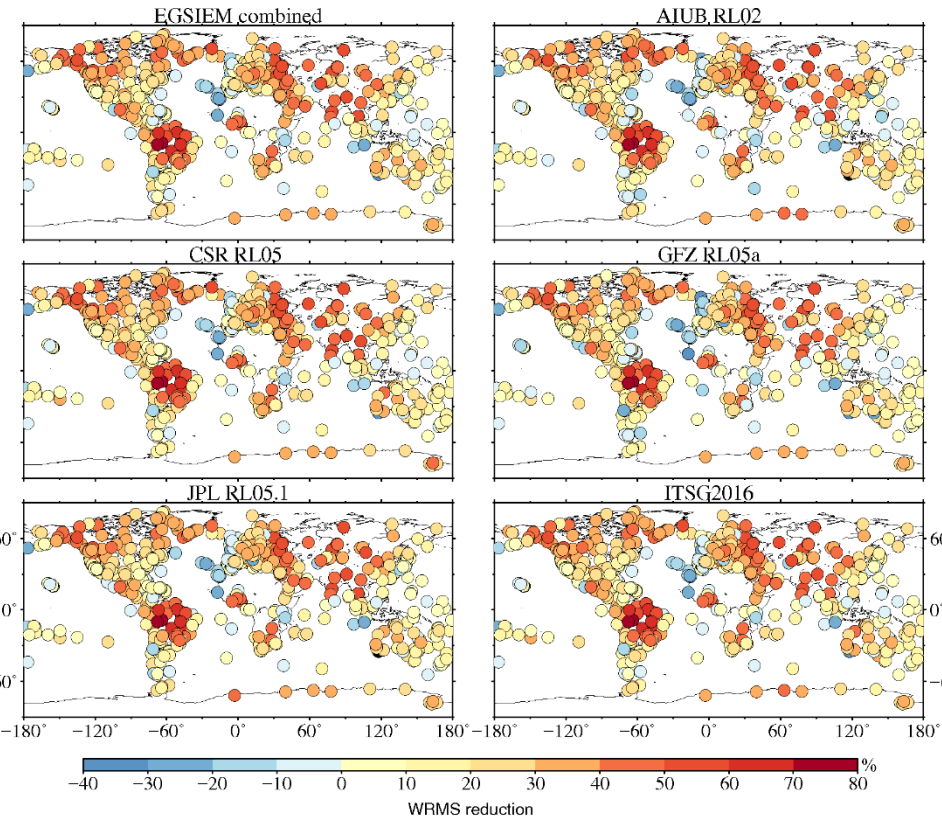 EGSIEM combined AIUB RL02
CSR RL05 GFZ RL05a
JPL RL05.1 ITSG2016
60° 60
0° 0°
60° −6
−180 −120 −60 0 60 120 180° −180 −120 −60 0° 60° 120° 180°
−40 −30 −20 −10 0 10 20 30 40 50 60 70 80 %
WRMS reduction